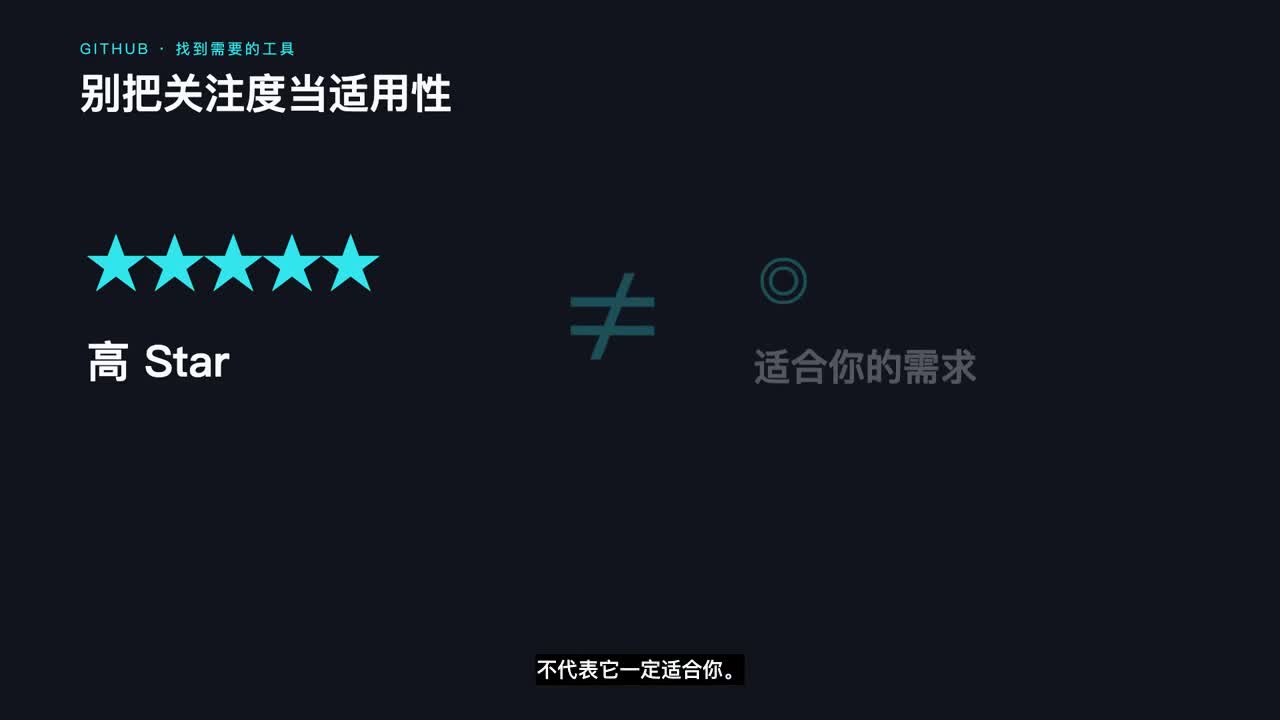 GITHUB · 找到需要的工具
别把关注度当适用性
★★★★★
≠
◎
高 Star
适合你的需求
不代表它一定适合你。